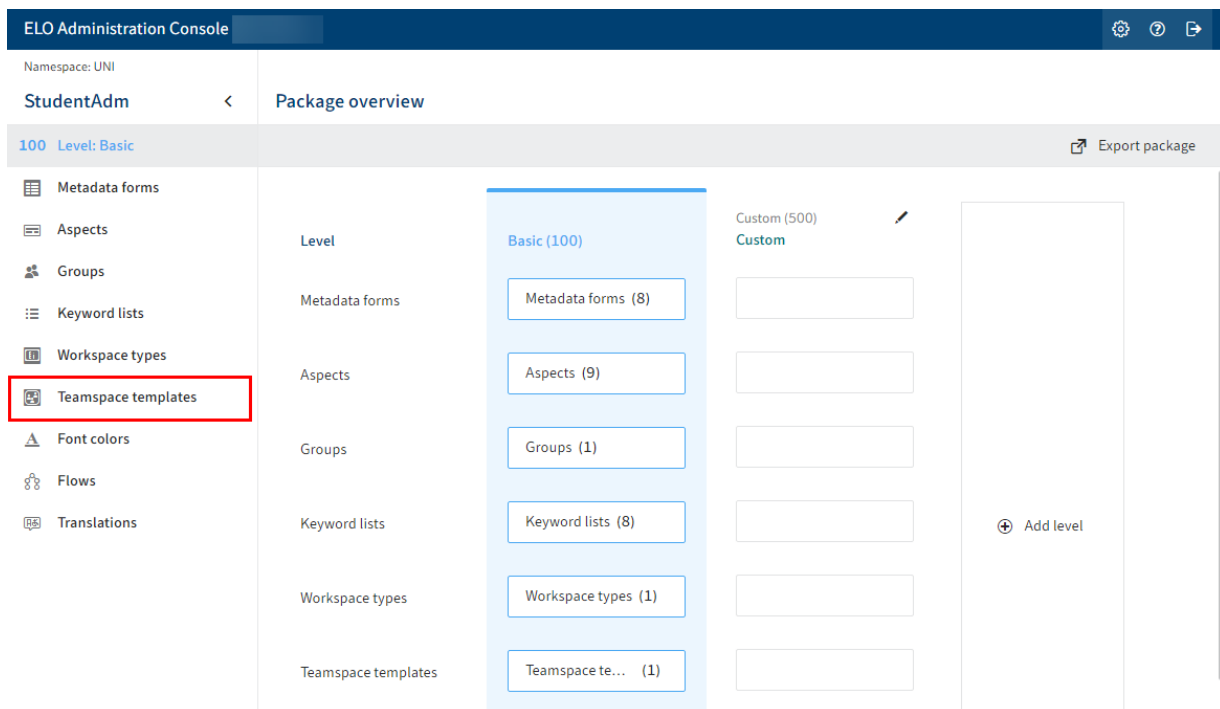 ELO Administration Console
Namespace: UNI
StudentAdm
Package overview
100 Level: Basic
Export package
Metadata forms
Aspects
Groups
Keyword lists
Workspace types
Teamspace templates
Font colors
Flows
Translations
Level
Basic (100)
Custom (500)
Custom
Metadata forms
Metadata forms (8)
Aspects
Aspects (9)
Groups
Groups (1)
Keyword lists
Keyword lists (8)
Add level
Workspace types
Workspace types (1)
Teamspace templates
Teamspace te... (1)